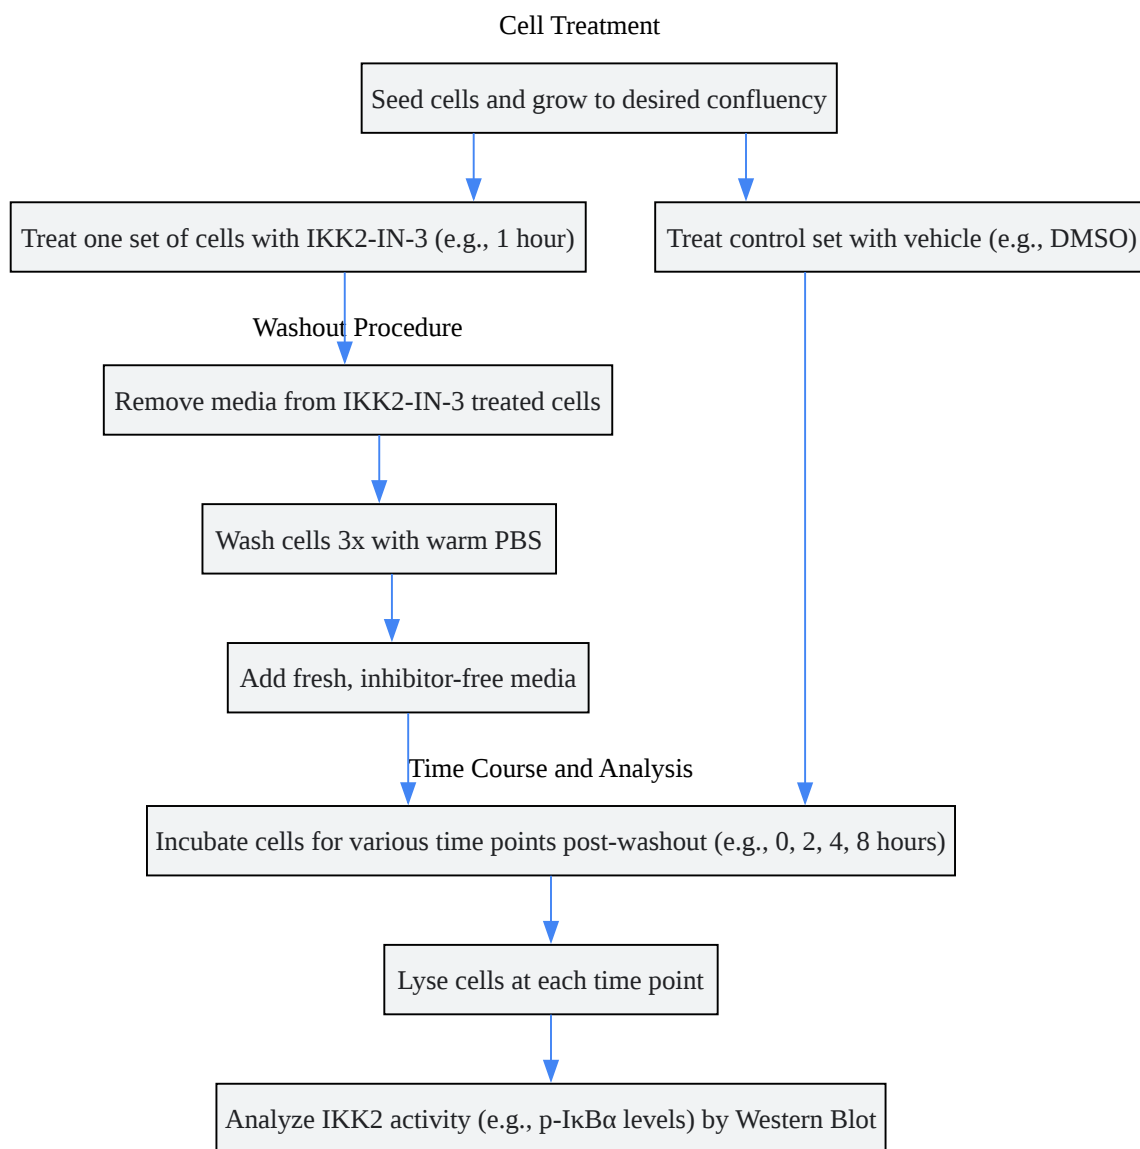 Cell Treatment
Seed cells and grow to desired confluency
Treat one set of cells with IKK2-IN-3 (e.g., 1 hour)
Treat control set with vehicle (e.g., DMSO)
Washout Procedure
Remove media from IKK2-IN-3 treated cells
Wash cells 3x with warm PBS
Add fresh, inhibitor-free media
Time Course and Analysis
Incubate cells for various time points post-washout (e.g., 0, 2, 4, 8 hours)
Lyse cells at each time point
Analyze IKK2 activity (e.g., p-IκBα levels) by Western Blot